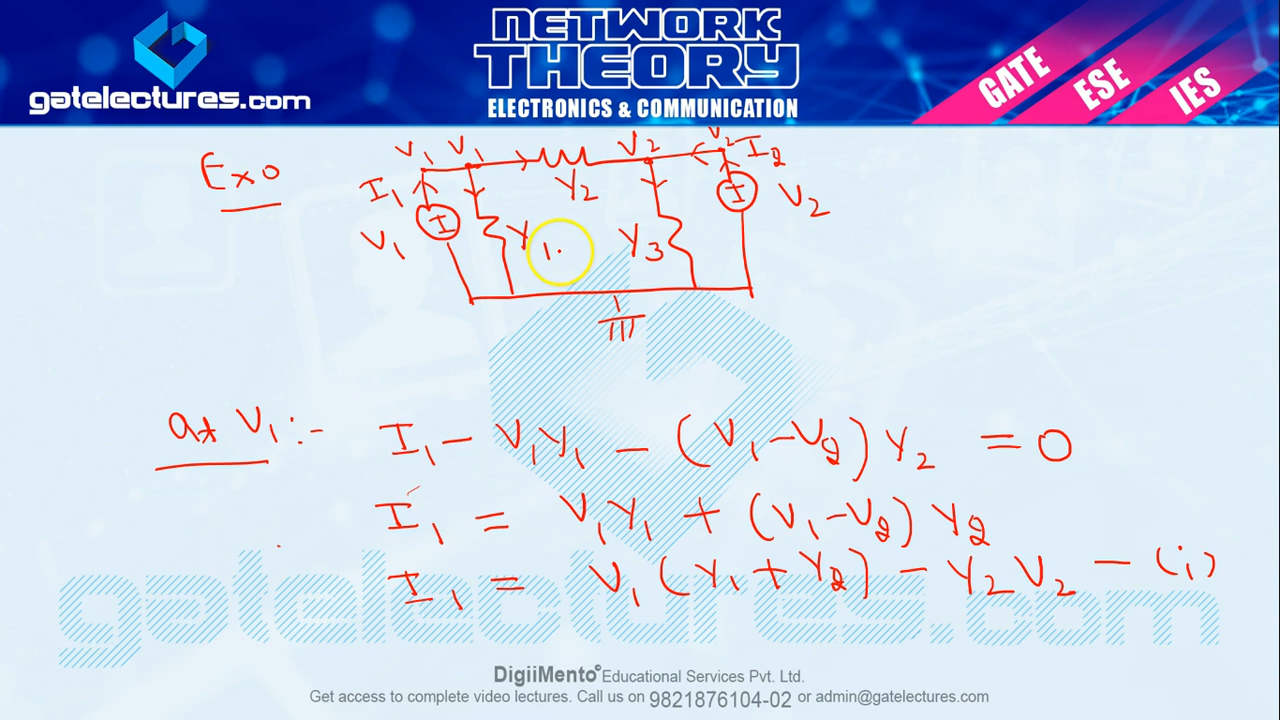 gatelectures.com
NETWORK
THEORY
ELECTRONICS & COMMUNICATION
GATE
ESE
IES
Ex
V₁ V₁ V₂ V₂
I₁ Y₂ I₂
I I
V₁ Y₁ Y₃ V₂
at V₁ :- I₁ - V₁Y₁ - (V₁-V₂) Y₂ = 0
I₁ = V₁Y₁ + (V₁-V₂) Y₂
I₁ = V₁ (Y₁+Y₂) - Y₂V₂ - (i)
gatelectures.com
DigiiMento© Educational Services Pvt. Ltd.
Get access to complete video lectures. Call us on 9821876104-02 or admin@gatelectures.com